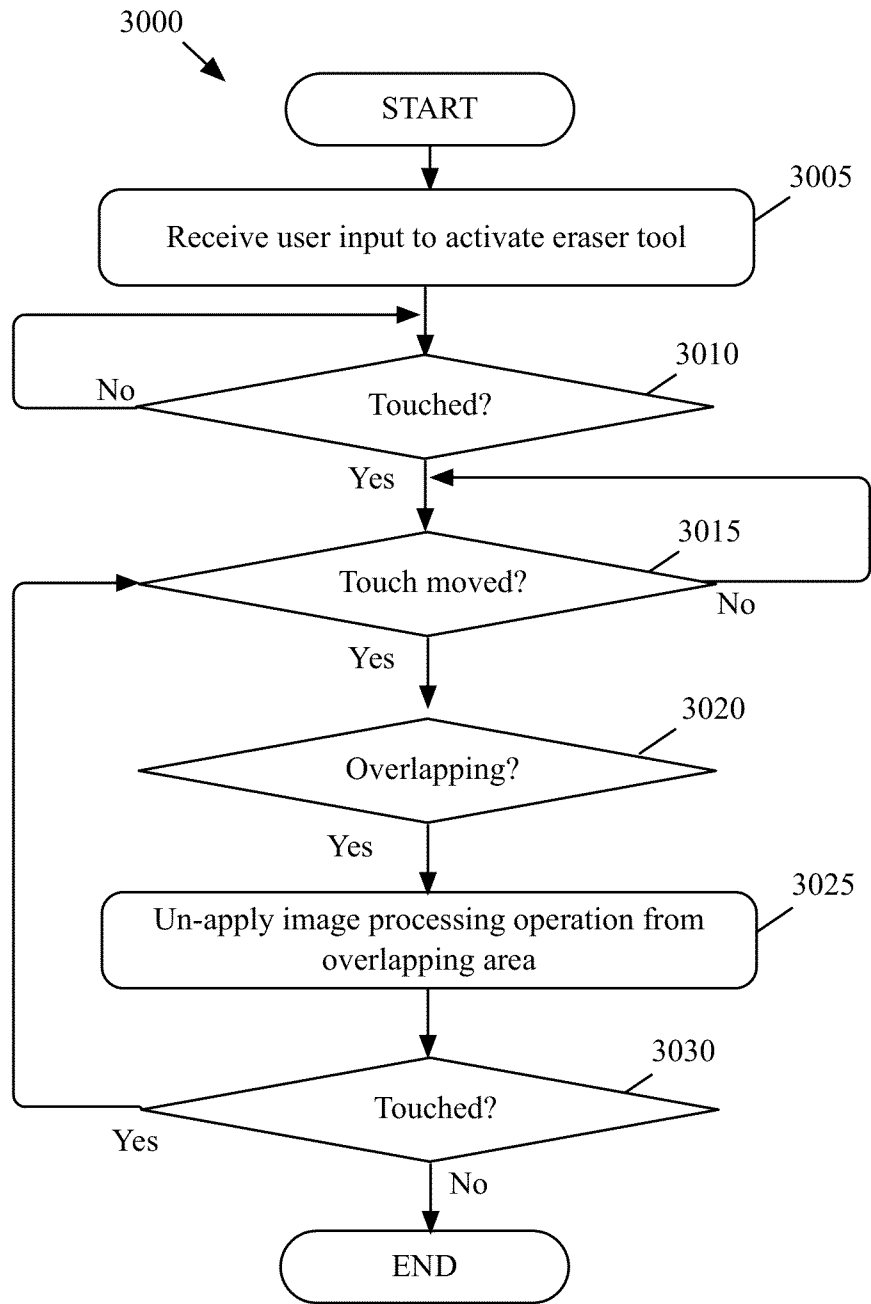 3000
START
3005
Receive user input to activate eraser tool
3010
No
Touched?
Yes
3015
Touch moved?
No
Yes
3020
Overlapping?
Yes
3025
Un-apply image processing operation from
overlapping area
3030
Touched?
Yes
No
END